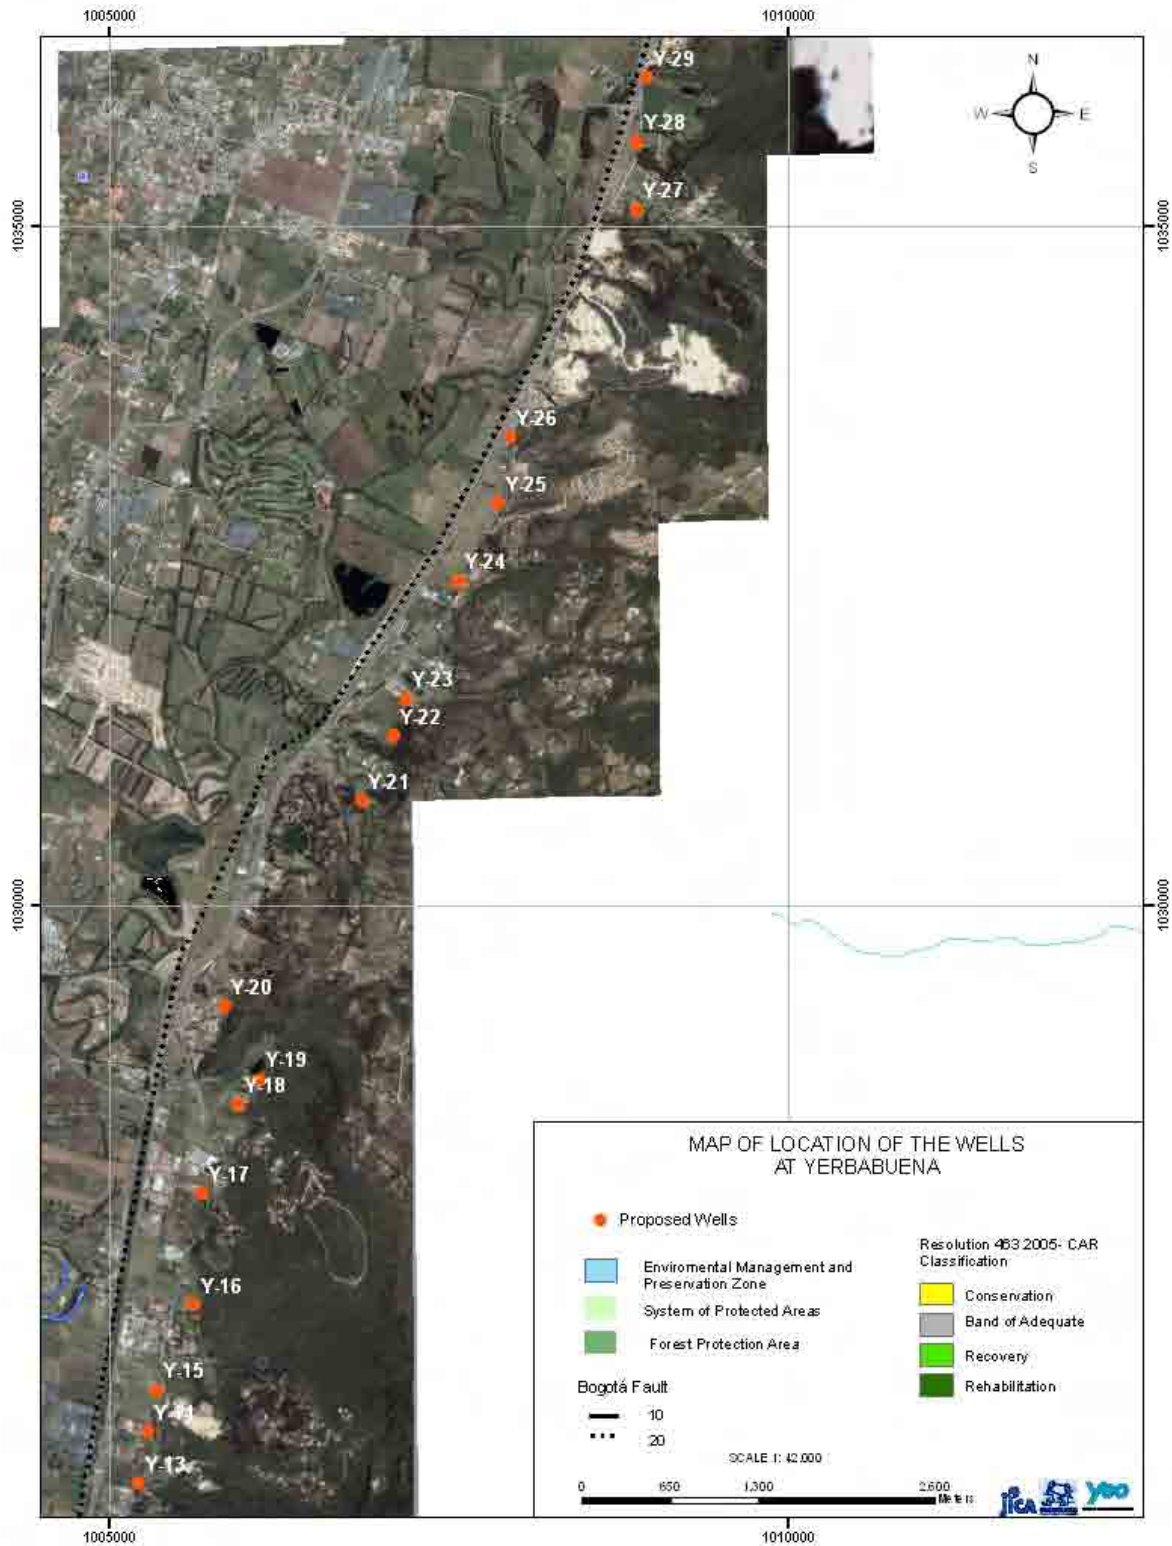 1005000
1010000
N
W
E
S
Y-29
Y-28
Y-27
1035000
1035000
Y-26
Y-25
Y-24
Y-23
Y-22
Y-21
1030000
1030000
Y-20
Y-19
Y-18
Y-17
Y-16
Y-15
Y-14
Y-13
MAP OF LOCATION OF THE WELLS
AT YERBABUENA
Proposed Wells
Enviromental Management and
Preservation Zone
System of Protected Areas
Forest Protection Area
Resolution 463 2005- CAR
Classification
Conservation
Band of Adequate
Recovery
Rehabilitation
Bogotá Fault
10
20
SCALE 1: 42.000
0 650 1,300 2,600
Meters
JICA
yeo
1005000
1010000